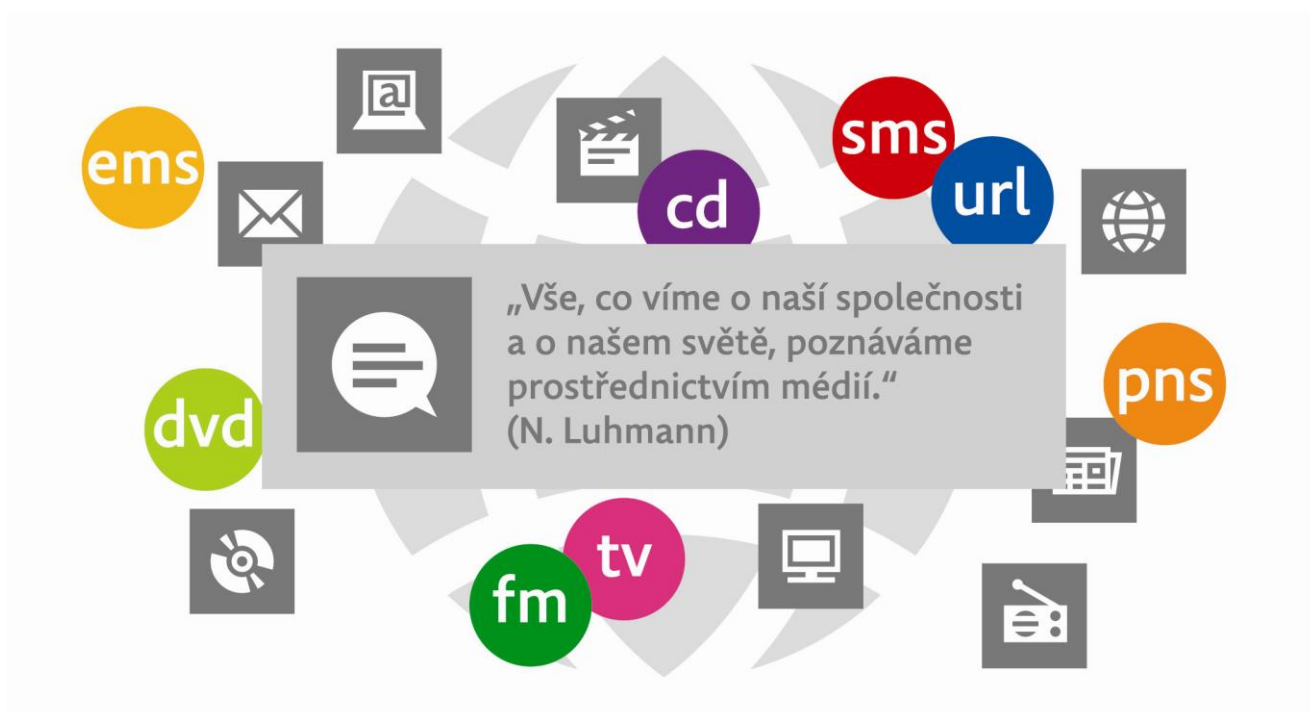 ems
@
sms
url
cd
„Vše, co víme o naší společnosti
a o našem světě, poznáváme
prostřednictvím médií.“
(N. Luhmann)
pns
dvd
tv
fm